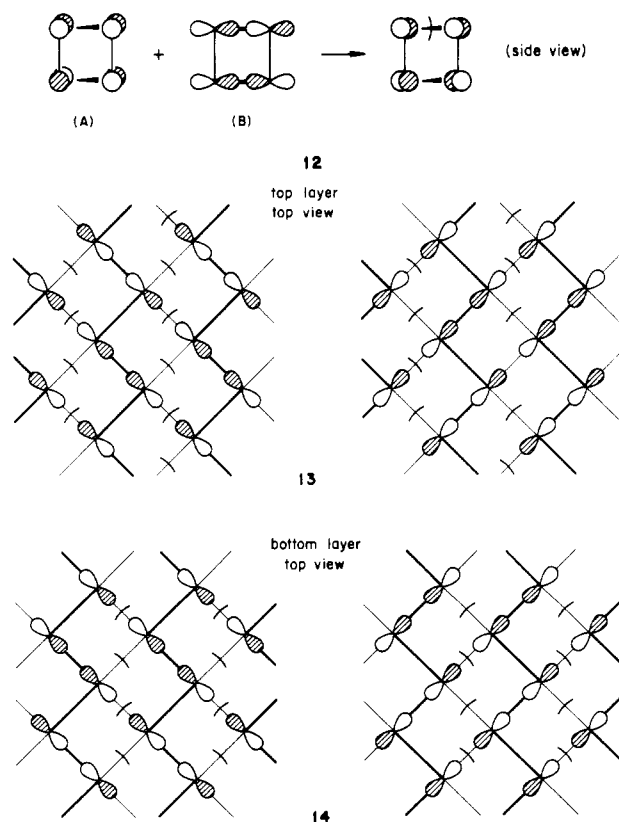 + (side view)
(A) (B)
12
top layer
top view
13
bottom layer
top view
14